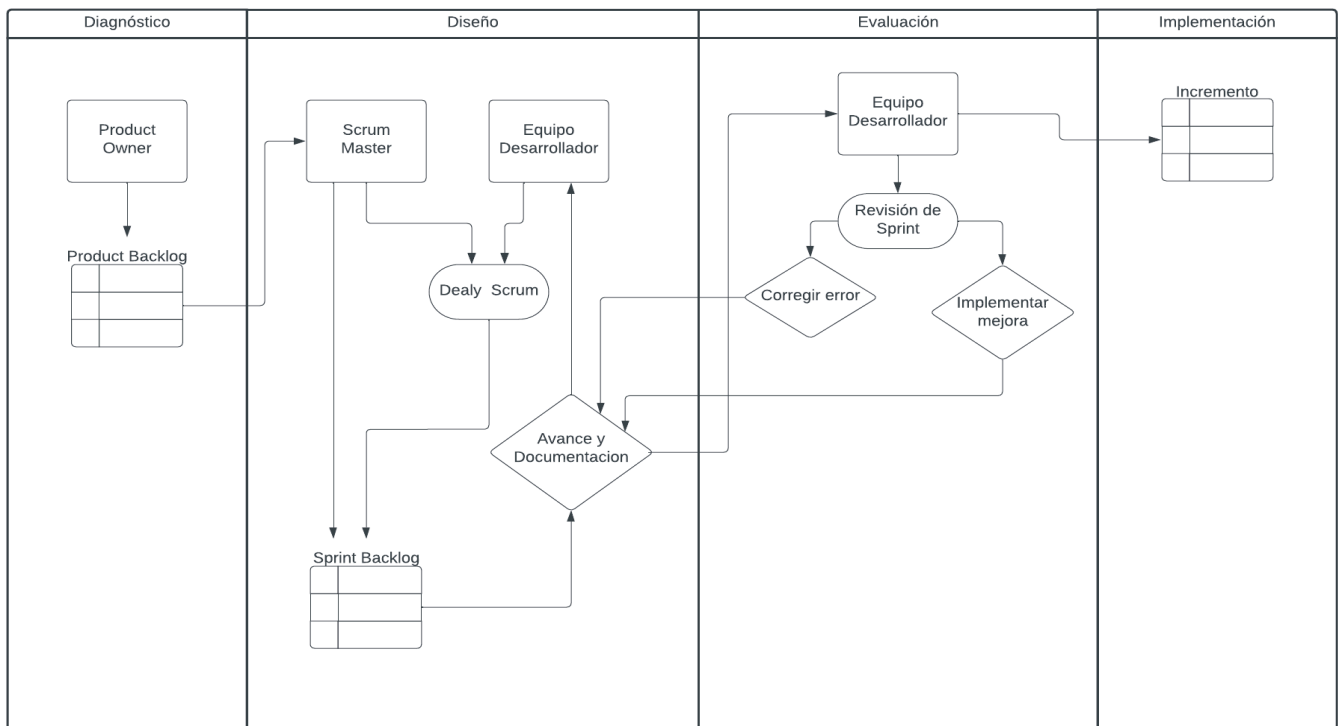 Diagnóstico
Diseño
Evaluación
Implementación
Product
Owner
Product Backlog
Scrum
Master
Equipo
Desarrollador
Dealy  Scrum
Avance y
Documentacion
Sprint Backlog
Equipo
Desarrollador
Revisión de
Sprint
Corregir error
Implementar
mejora
Incremento